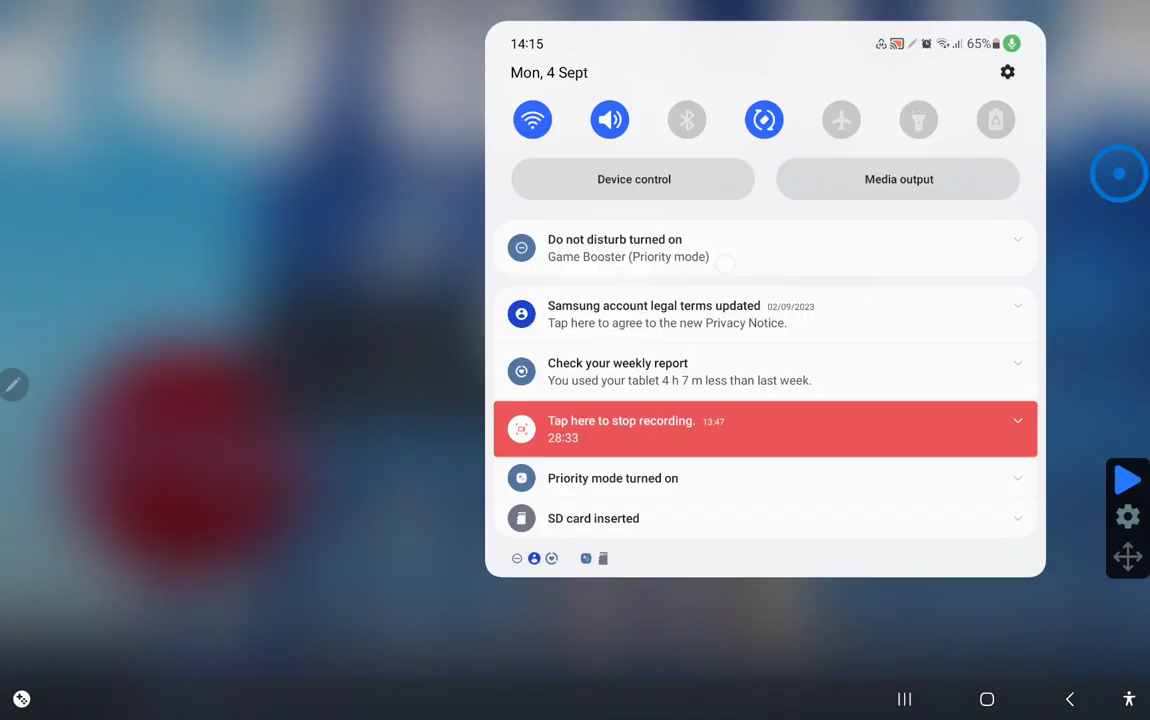 14:15
65%
Mon, 4 Sept
Device control
Media output
Do not disturb turned on
Game Booster (Priority mode)
Samsung account legal terms updated 02/09/2023
Tap here to agree to the new Privacy Notice.
Check your weekly report
You used your tablet 4 h 7 m less than last week.
Tap here to stop recording. 13:47
28:33
Priority mode turned on
SD card inserted